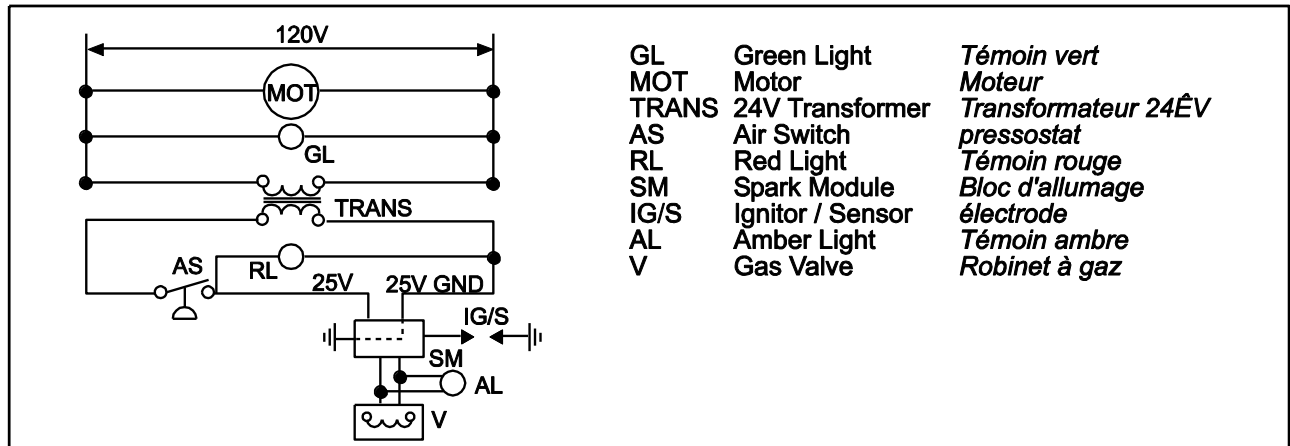 120V
MOT
GL
TRANS
AS
RL
25V
25V GND
IG/S
SM
AL
V
GL Green Light Témoin vert
MOT Motor Moteur
TRANS 24V Transformer Transformateur 24ÊV
AS Air Switch pressostat
RL Red Light Témoin rouge
SM Spark Module Bloc d'allumage
IG/S Ignitor / Sensor électrode
AL Amber Light Témoin ambre
V Gas Valve Robinet à gaz